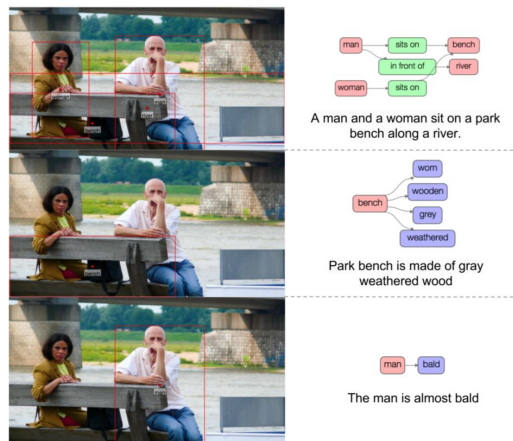 man
sits on
bench
in front of
river
woman
sits on
A man and a woman sit on a park
bench along a river.
worn
wooden
bench
grey
weathered
Park bench is made of gray
weathered wood
man
bald
The man is almost bald